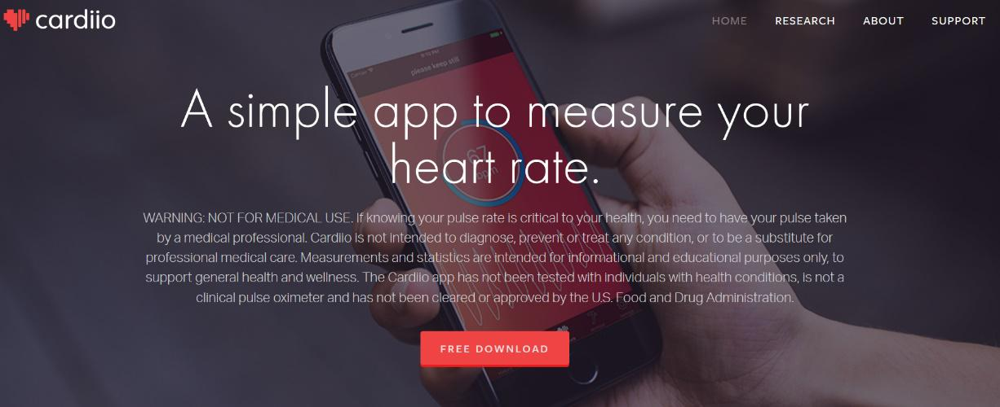 cardiio
HOME
RESEARCH
ABOUT
SUPPORT
9:10 PM
please keep still
A simple app to measure your
heart rate.
67
bpm
WARNING: NOT FOR MEDICAL USE. If knowing your pulse rate is critical to your health, you need to have your pulse taken
by a medical professional. Cardiio is not intended to diagnose, prevent or treat any condition, or to be a substitute for
professional medical care. Measurements and statistics are intended for informational and educational purposes only, to
support general health and wellness. The Cardiio app has not been tested with individuals with health conditions, is not a
clinical pulse oximeter and has not been cleared or approved by the U.S. Food and Drug Administration.
FREE DOWNLOAD